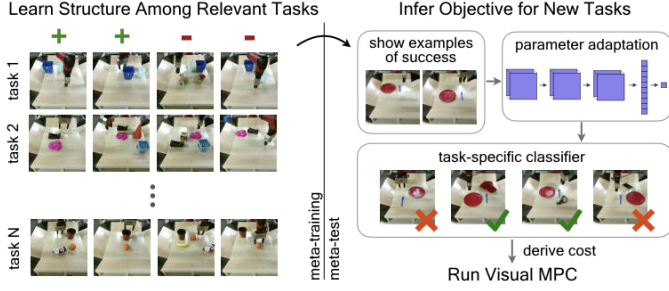 Learn Structure Among Relevant Tasks
+ + - -
task 1
task 2
task N
meta-training
meta-test
Infer Objective for New Tasks
show examples
of success
parameter adaptation
task-specific classifier
derive cost
Run Visual MPC